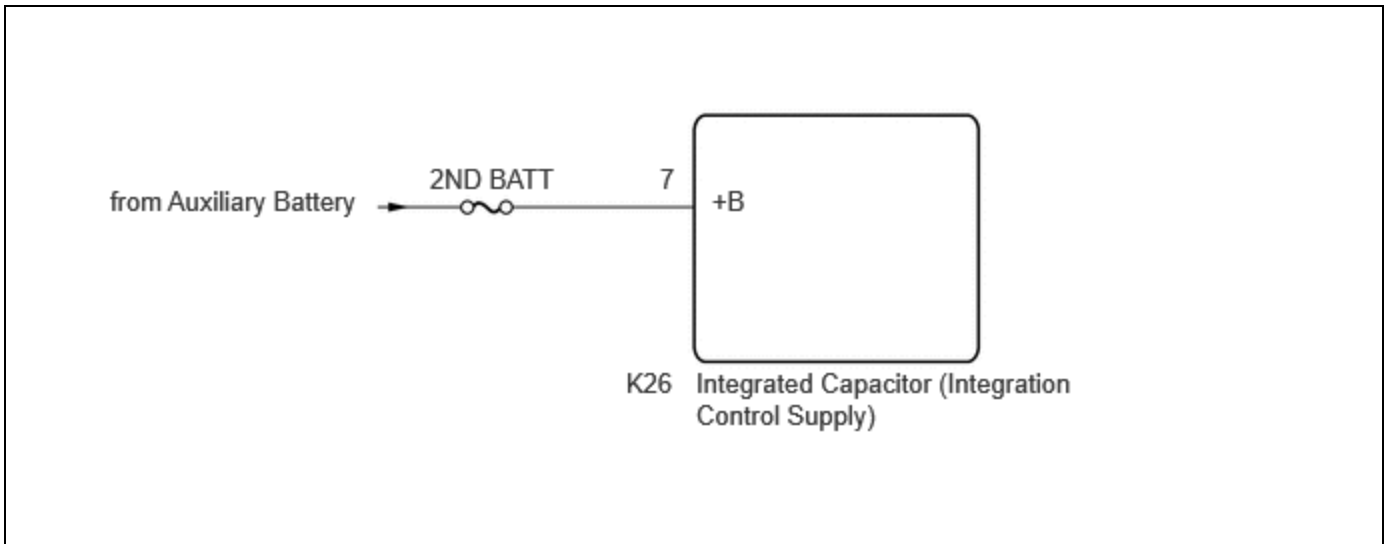 2ND BATT
7
from Auxiliary Battery
+B
K26
Integrated Capacitor (Integration
Control Supply)